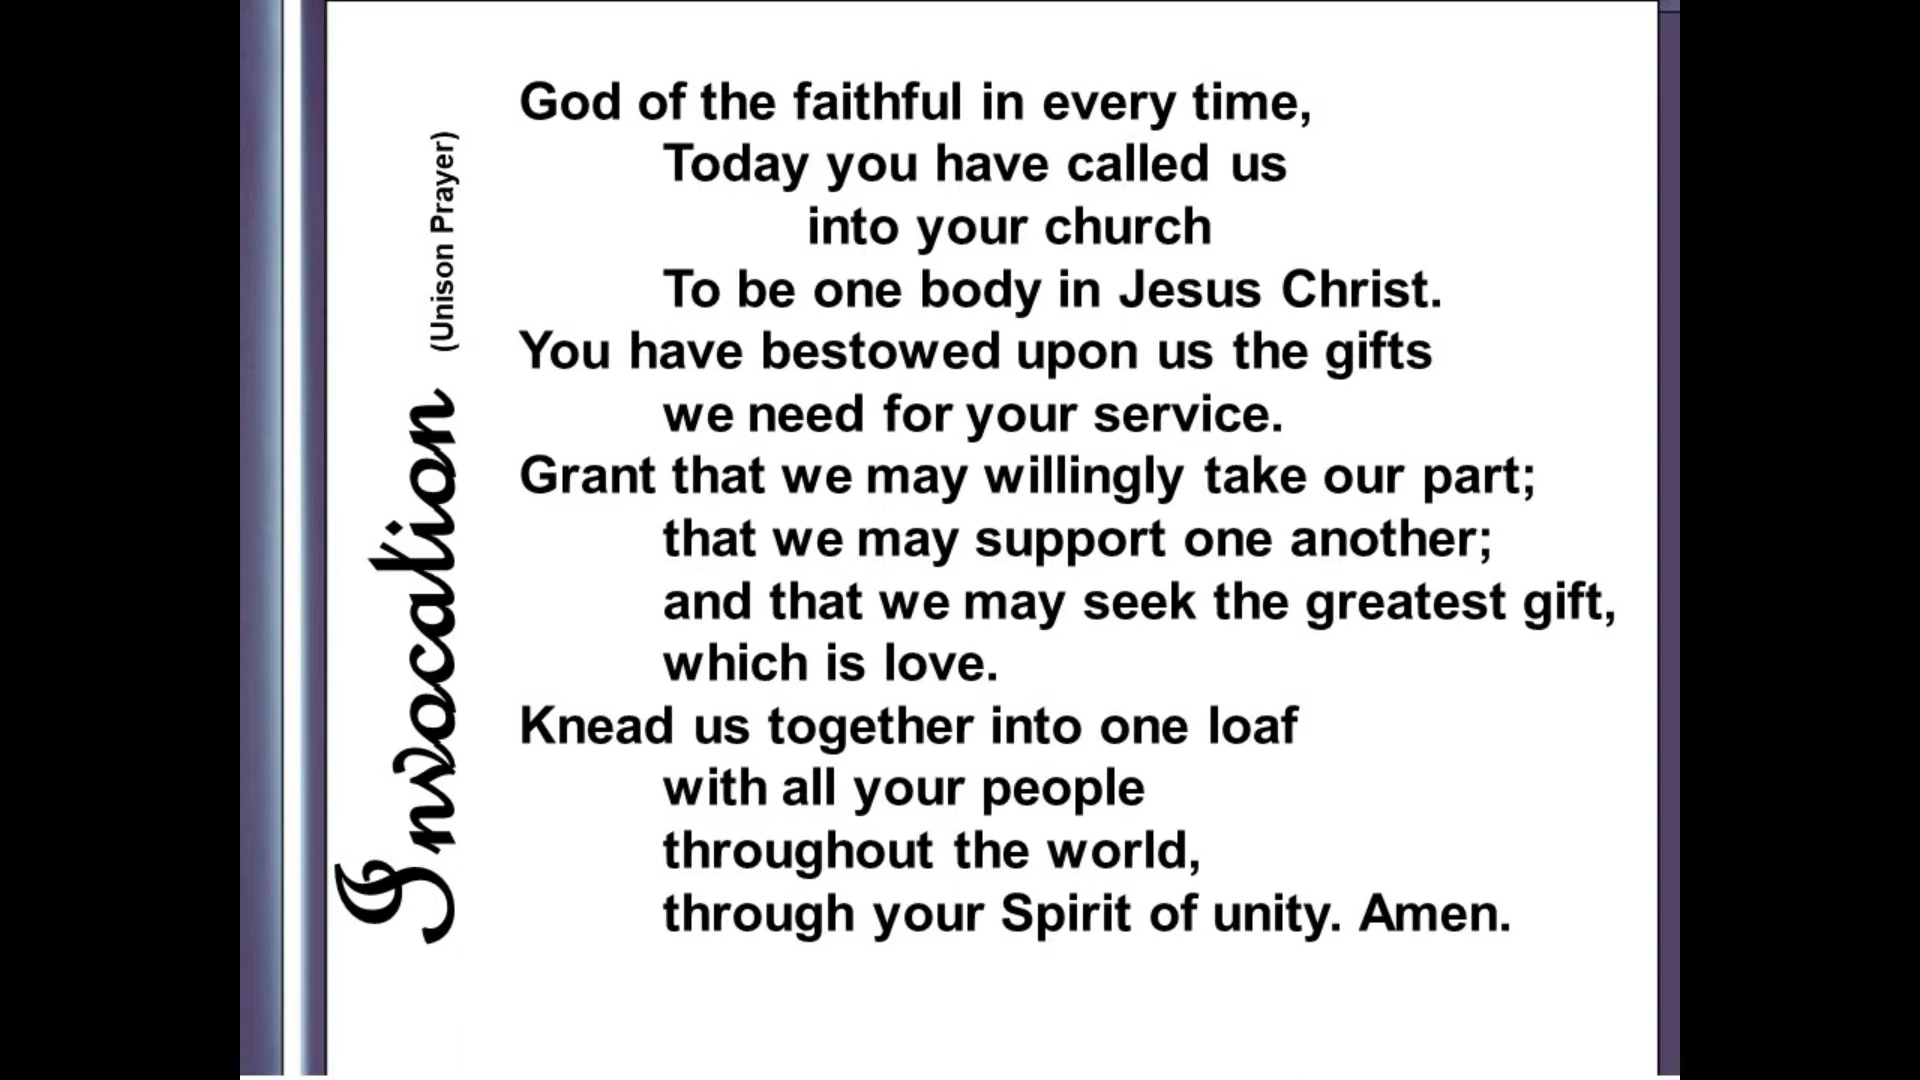 Invocation (Unison Prayer)
God of the faithful in every time,
Today you have called us
into your church
To be one body in Jesus Christ.
You have bestowed upon us the gifts
we need for your service.
Grant that we may willingly take our part;
that we may support one another;
and that we may seek the greatest gift,
which is love.
Knead us together into one loaf
with all your people
throughout the world,
through your Spirit of unity. Amen.